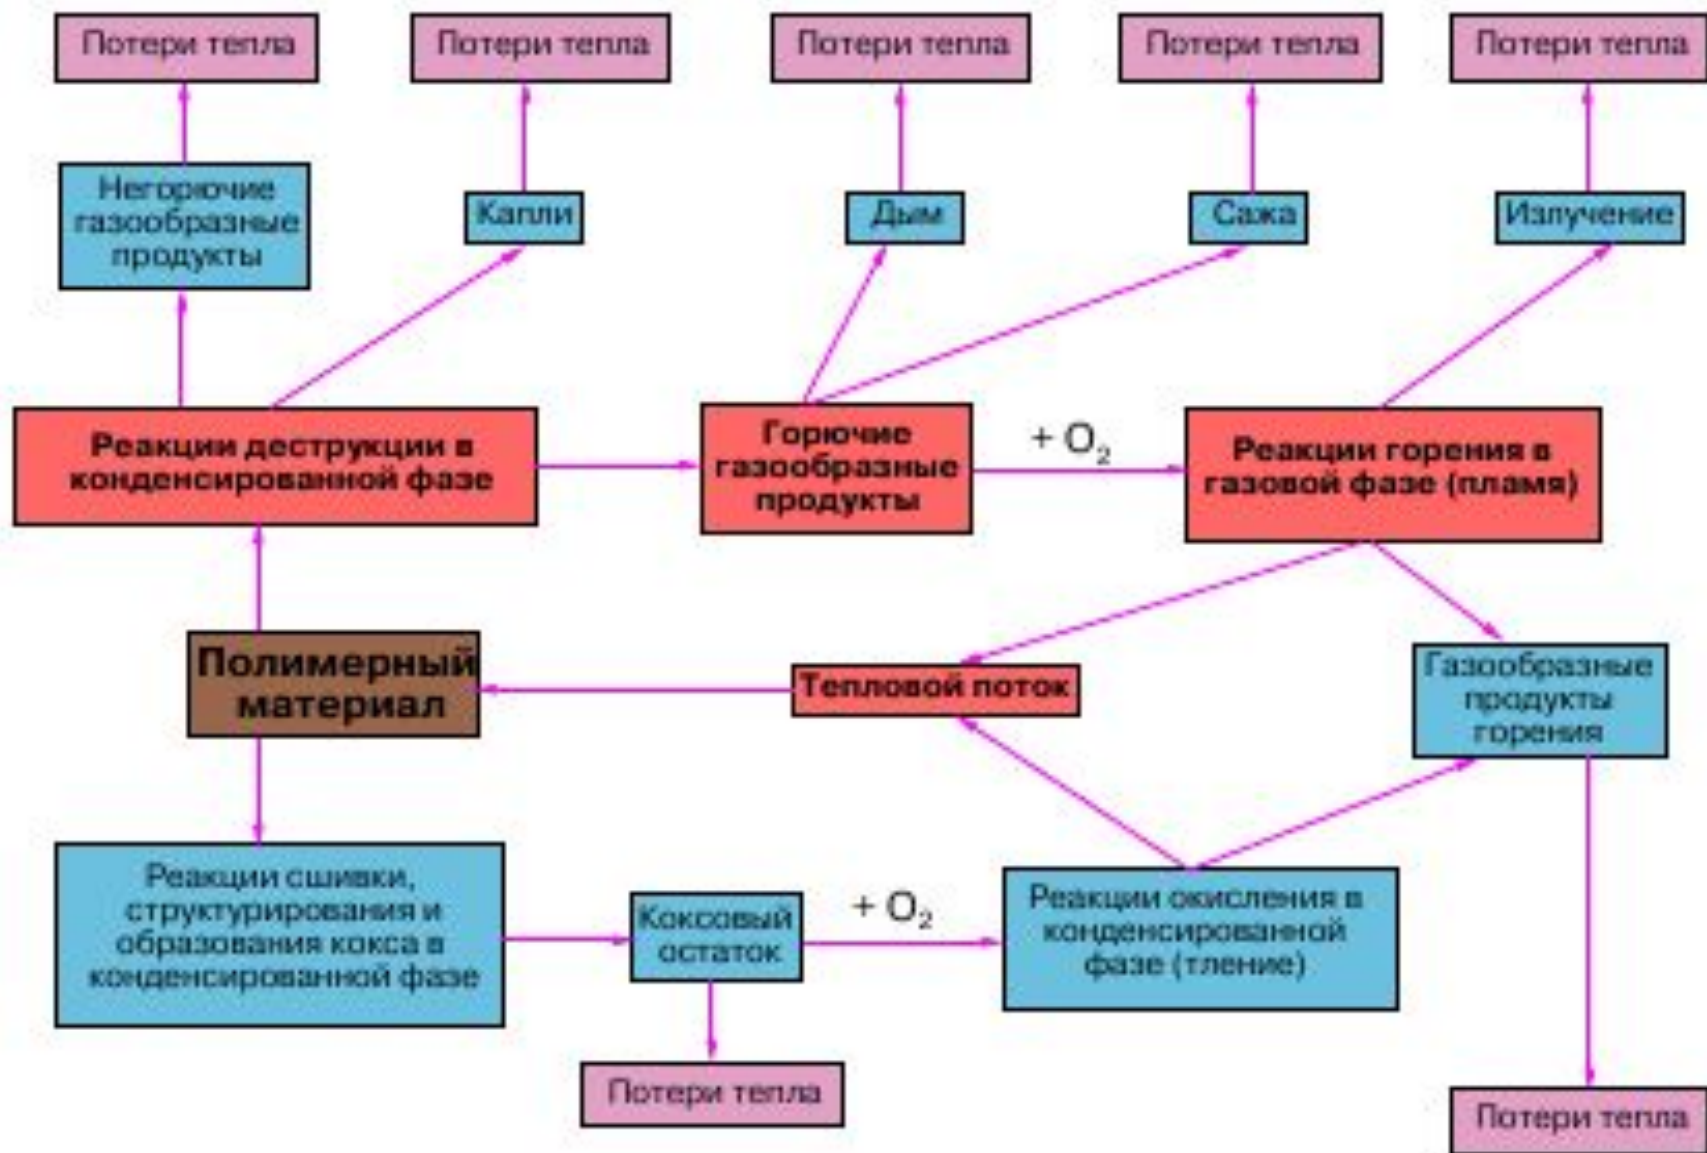 Потери тепла
Потери тепла
Потери тепла
Потери тепла
Потери тепла
Негорючие
газообразные
продукты
Капли
Дым
Сажа
Излучение
Реакции деструкции в
конденсированной фазе
Горючие
газообразные
продукты
+ O₂
Реакции горения в
газовой фазе (пламя)
Полимерный
материал
Тепловой поток
Газообразные
продукты
горения
Реакции сшивки,
структурирования и
образования кокса в
конденсированной фазе
Коксовый
остаток
+ O₂
Реакции окисления в
конденсированной
фазе (тление)
Потери тепла
Потери тепла